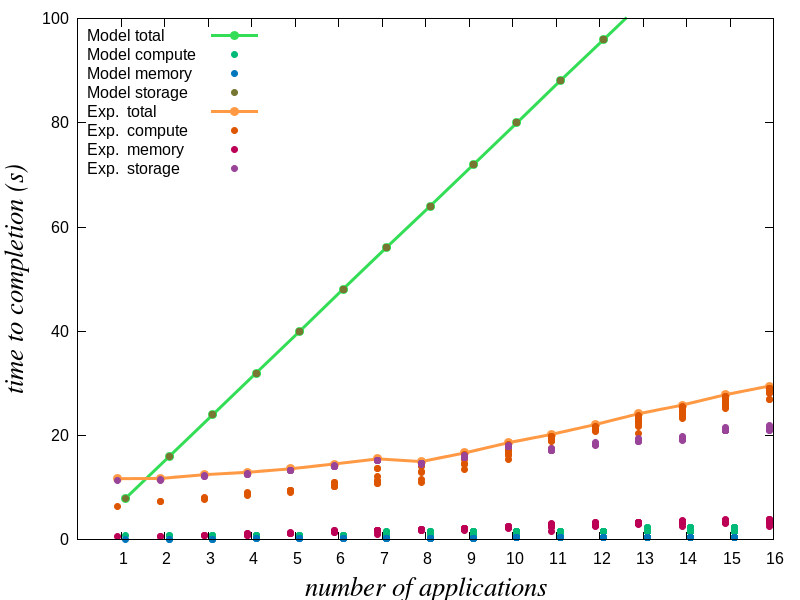 100
80
60
40
20
0
time to completion (s)
Model total
Model compute
Model memory
Model storage
Exp. total
Exp. compute
Exp. memory
Exp. storage
1 2 3 4 5 6 7 8 9 10 11 12 13 14 15 16
number of applications